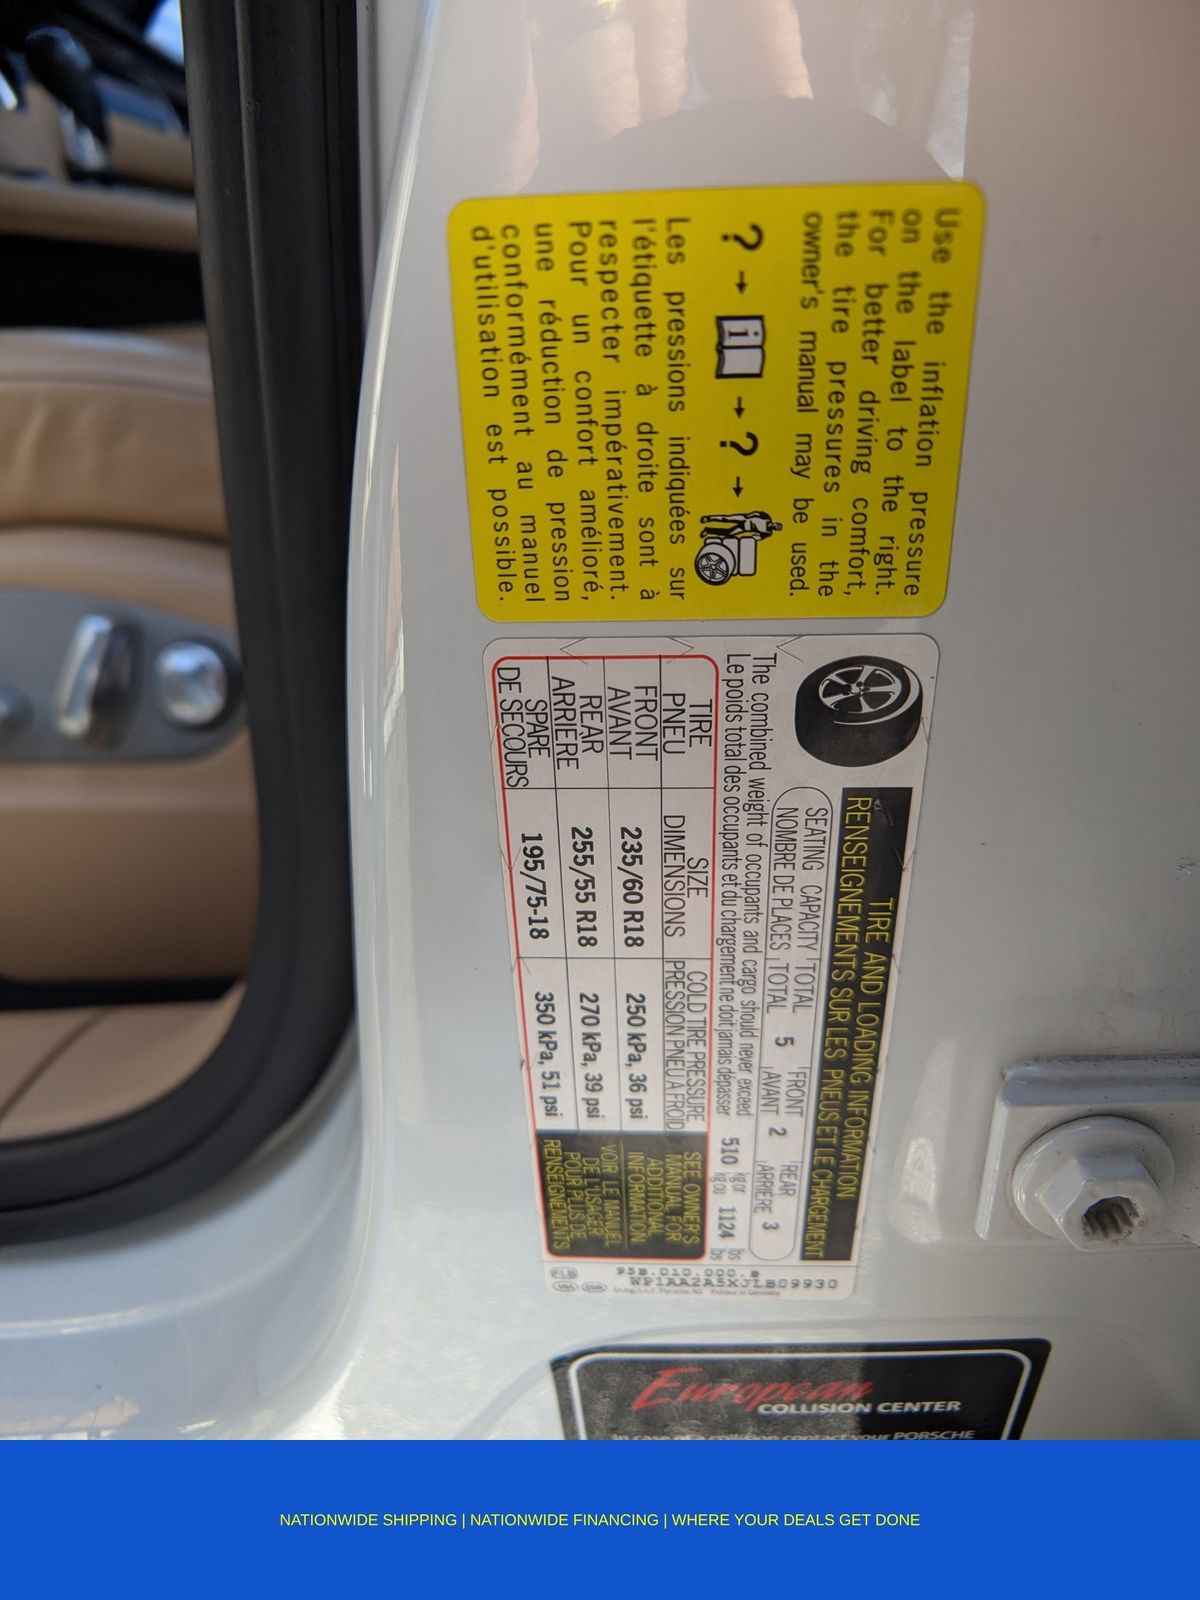 Use the inflation pressure
on the label to the right.
For better driving comfort,
the tire pressures in the
owner's manual may be used.
? → i → ? →
Les pressions indiquées sur
l'étiquette à droite sont à
respecter impérativement.
Pour un confort amélioré,
une réduction de pression
conformément au manuel
d'utilisation est possible.
TIRE AND LOADING INFORMATION
RENSEIGNEMENTS SUR LES PNEUS ET LE CHARGEMENT
SEATING CAPACITY TOTAL 5 FRONT 2 REAR 3
NOMBRE DE PLACES TOTAL AVANT ARRIERE
The combined weight of occupants and cargo should never exceed 510 kg or 1124 lbs
Le poids total des occupants et du chargement ne doit jamais dépasser kg ou lbs
TIRE SIZE COLD TIRE PRESSURE
PNEU DIMENSIONS PRESSION PNEU A FROID
FRONT
AVANT 235/60 R18 250 kPa, 36 psi
REAR
ARRIERE 255/55 R18 270 kPa, 39 psi
SPARE
DE SECOURS 195/75-18 350 kPa, 51 psi
SEE OWNER'S
MANUAL FOR
ADDITIONAL
INFORMATION
VOIR LE MANUEL
DE L'USAGER
POUR PLUS DE
RENSEIGNEMENTS
WP1AA2A5XJLB09930
European
COLLISION CENTER
In case of a collision contact your PORSCHE
NATIONWIDE SHIPPING | NATIONWIDE FINANCING | WHERE YOUR DEALS GET DONE